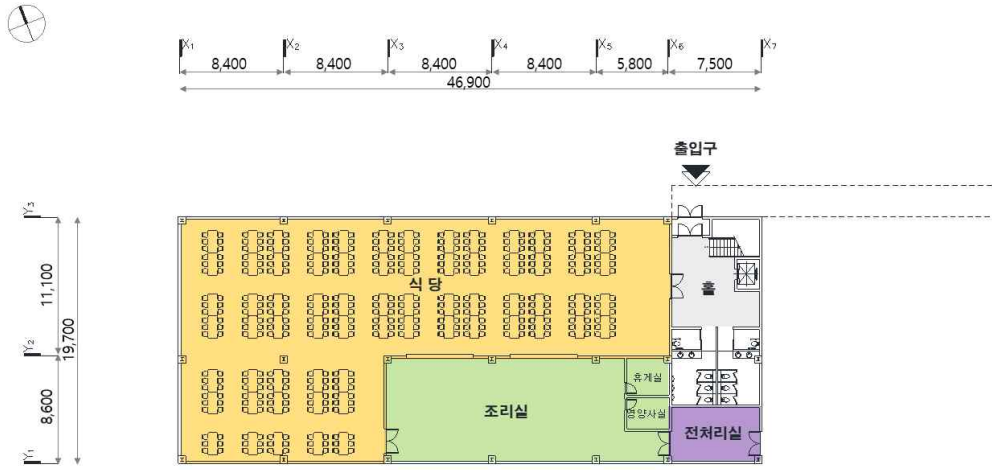 X1 X2 X3 X4 X5 X6 X7
8,400 8,400 8,400 8,400 5,800 7,500
46,900
출입구
Y3
11,100
식 당
홀
19,700
Y2
8,600
휴게실
조리실
영양사실
전처리실
Y1